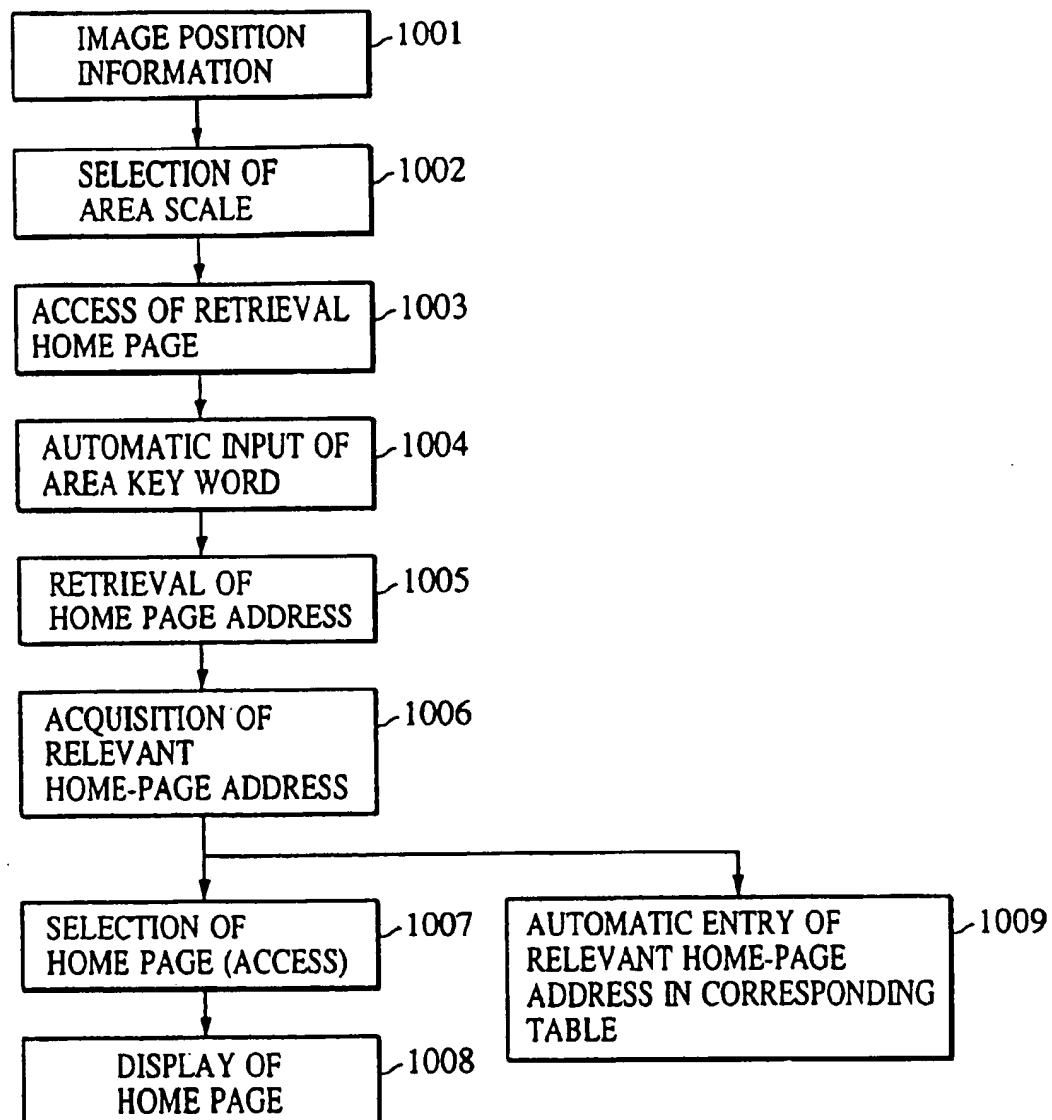 IMAGE POSITION
INFORMATION
1001
SELECTION OF
AREA SCALE
1002
ACCESS OF RETRIEVAL
HOME PAGE
1003
AUTOMATIC INPUT OF
AREA KEY WORD
1004
RETRIEVAL OF
HOME PAGE ADDRESS
1005
ACQUISITION OF
RELEVANT
HOME-PAGE ADDRESS
1006
SELECTION OF
HOME PAGE (ACCESS)
1007
AUTOMATIC ENTRY OF
RELEVANT HOME-PAGE
ADDRESS IN CORRESPONDING
TABLE
1009
DISPLAY OF
HOME PAGE
1008